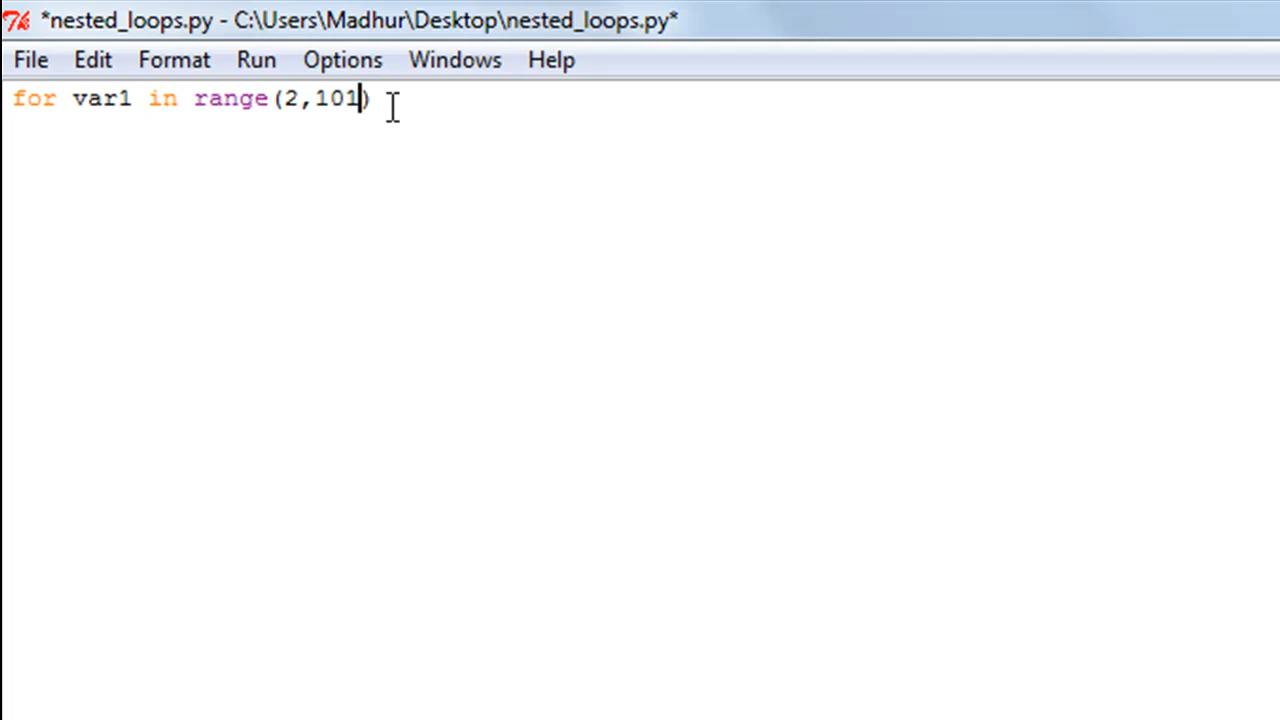 *nested_loops.py - C:\Users\Madhur\Desktop\nested_loops.py*
File Edit Format Run Options Windows Help
for var1 in range(2,101)